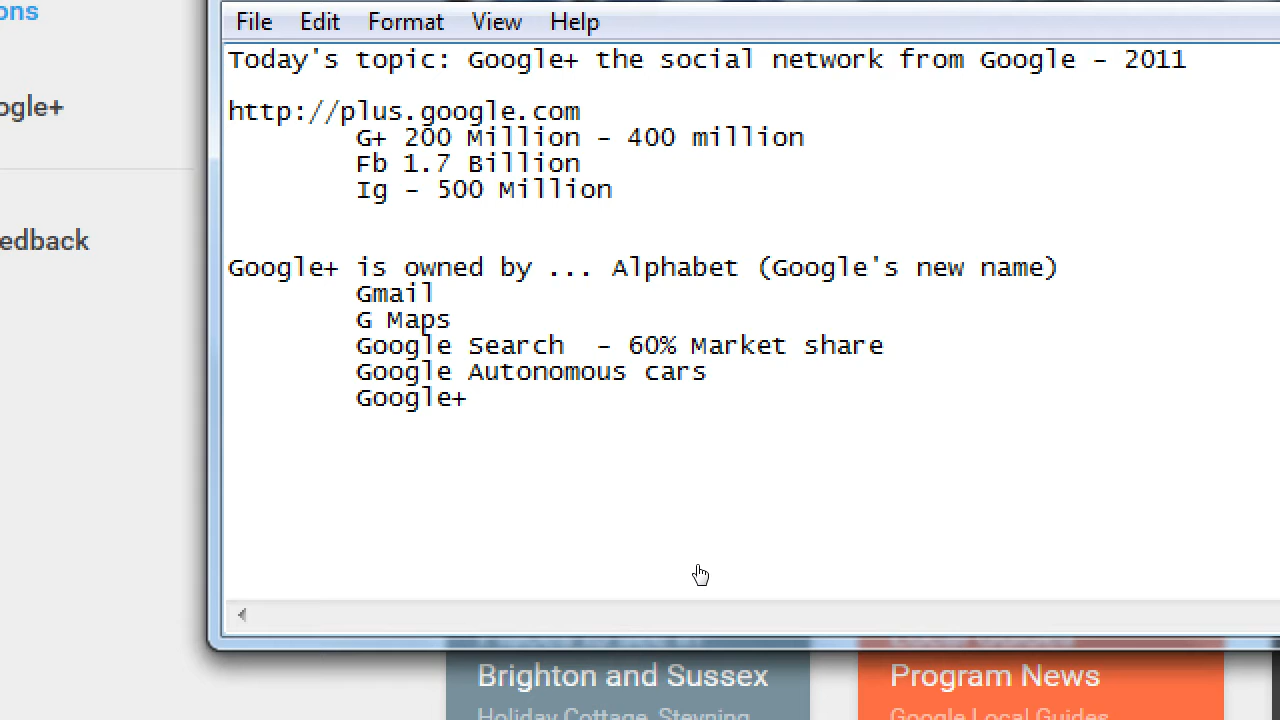 ons
ogle+
edback
File Edit Format View Help
Today's topic: Google+ the social network from Google - 2011
http://plus.google.com
G+ 200 Million - 400 million
Fb 1.7 Billion
Ig - 500 Million
Google+ is owned by ... Alphabet (Google's new name)
Gmail
G Maps
Google Search - 60% Market share
Google Autonomous cars
Google+
Brighton and Sussex
Holiday Cottage, Steyning
Program News
Google Local Guides